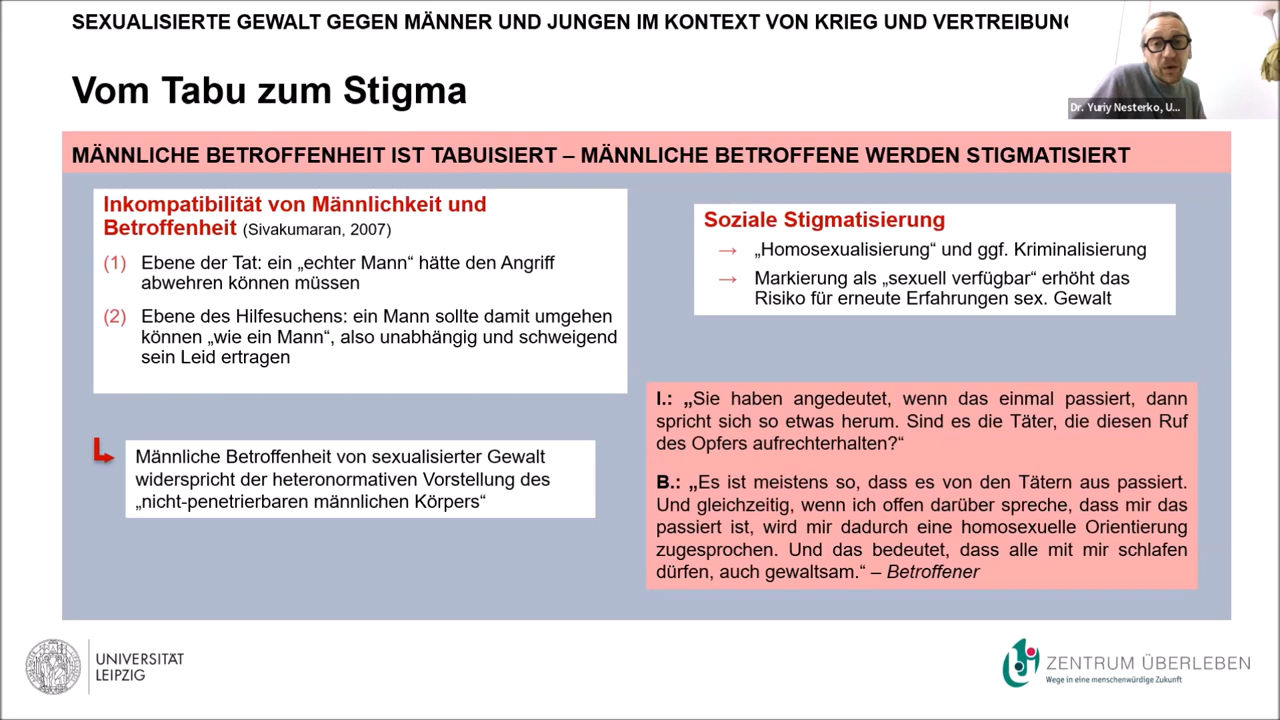 SEXUALISIERTE GEWALT GEGEN MÄNNER UND JUNGEN IM KONTEXT VON KRIEG UND VERTREIBUNG
Dr. Yuriy Nesterko, U...
Vom Tabu zum Stigma
MÄNNLICHE BETROFFENHEIT IST TABUISIERT – MÄNNLICHE BETROFFENE WERDEN STIGMATISIERT
Inkompatibilität von Männlichkeit und
Betroffenheit (Sivakumaran, 2007)
(1) Ebene der Tat: ein „echter Mann“ hätte den Angriff
abwehren können müssen
(2) Ebene des Hilfesuchens: ein Mann sollte damit umgehen
können „wie ein Mann“, also unabhängig und schweigend
sein Leid ertragen
Männliche Betroffenheit von sexualisierter Gewalt
widerspricht der heteronormativen Vorstellung des
„nicht-penetrierbaren männlichen Körpers“
Soziale Stigmatisierung
→ „Homosexualisierung“ und ggf. Kriminalisierung
→ Markierung als „sexuell verfügbar“ erhöht das
Risiko für erneute Erfahrungen sex. Gewalt
I.: „Sie haben angedeutet, wenn das einmal passiert, dann
spricht sich so etwas herum. Sind es die Täter, die diesen Ruf
des Opfers aufrechterhalten?“
B.: „Es ist meistens so, dass es von den Tätern aus passiert.
Und gleichzeitig, wenn ich offen darüber spreche, dass mir das
passiert ist, wird mir dadurch eine homosexuelle Orientierung
zugesprochen. Und das bedeutet, dass alle mit mir schlafen
dürfen, auch gewaltsam.“ – Betroffener
UNIVERSITÄT
LEIPZIG
ZENTRUM ÜBERLEBEN
Wege in eine menschenwürdige Zukunft